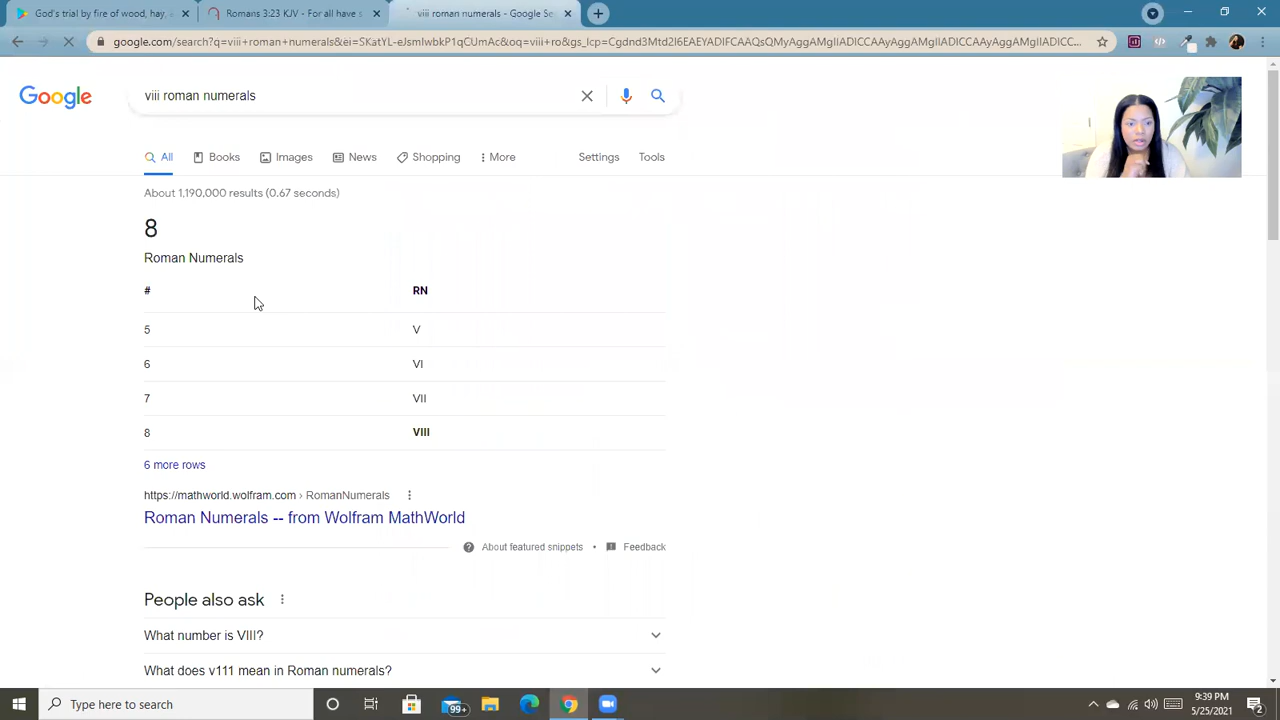 God's trial by fire of wood, hay,
Romans 3:23 KJV - For all have s
viii roman numerals - Google Se
google.com/search?q=viii+roman+numerals&ei=SKatYL-eJsmIwbkP1qCUmAc&oq=viii+ro&gs_lcp=Cgdnd3Mtd2l6EAEYADIFCAAQsQMyAggAMgIIADICCAAyAggAMgIIADICCAAyAggAMgIIADICC...
Google
viii roman numerals
All Books Images News Shopping More Settings Tools
About 1,190,000 results (0.67 seconds)
8
Roman Numerals
# RN
5 V
6 VI
7 VII
8 VIII
6 more rows
https://mathworld.wolfram.com › RomanNumerals
Roman Numerals -- from Wolfram MathWorld
About featured snippets • Feedback
People also ask
What number is VIII?
What does v111 mean in Roman numerals?
Type here to search
99+
9:39 PM
5/25/2021
2